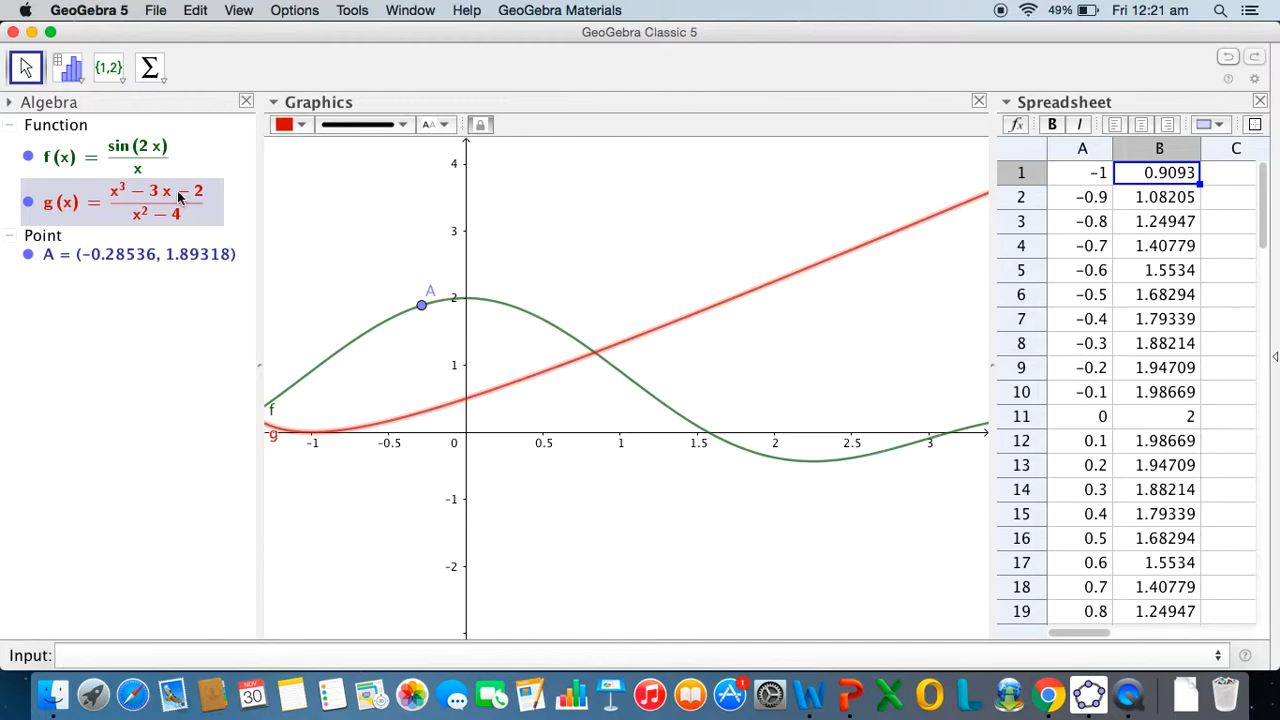 GeoGebra 5 File Edit View Options Tools Window Help GeoGebra Materials 49% Fri 12:21 am
GeoGebra Classic 5
{1,2} Σ
Algebra
Function
f (x) = sin (2 x) / x
g (x) = x³ − 3 x − 2 / x² − 4
Point
A = (−0.28536, 1.89318)
Graphics
AA
4
3
2
1
−1
−2
−1 −0.5 0 0.5 1 1.5 2 2.5 3
A
f
g
Spreadsheet
fx B I
A B C
1 −1 0.9093
2 −0.9 1.08205
3 −0.8 1.24947
4 −0.7 1.40779
5 −0.6 1.5534
6 −0.5 1.68294
7 −0.4 1.79339
8 −0.3 1.88214
9 −0.2 1.94709
10 −0.1 1.98669
11 0 2
12 0.1 1.98669
13 0.2 1.94709
14 0.3 1.88214
15 0.4 1.79339
16 0.5 1.68294
17 0.6 1.5534
18 0.7 1.40779
19 0.8 1.24947
Input:
NOV
30
1